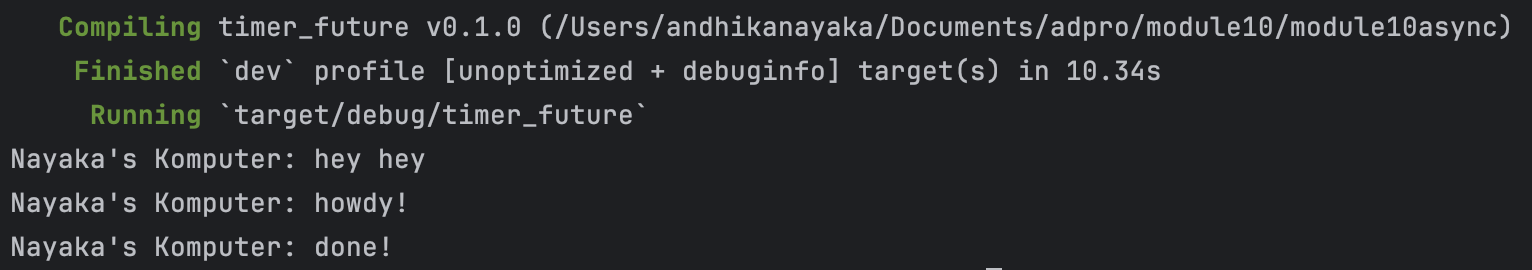 Compiling timer_future v0.1.0 (/Users/andhikanayaka/Documents/adpro/module10/module10async)
Finished `dev` profile [unoptimized + debuginfo] target(s) in 10.34s
Running `target/debug/timer_future`
Nayaka's Komputer: hey hey
Nayaka's Komputer: howdy!
Nayaka's Komputer: done!